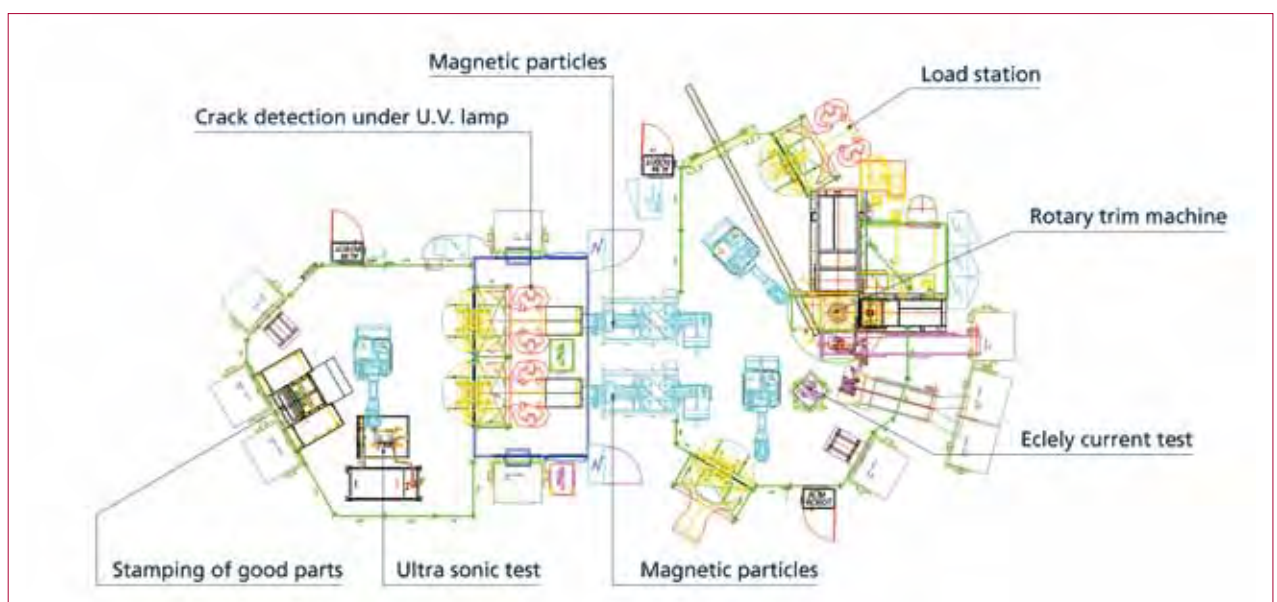 Magnetic particles
Load station
Crack detection under U.V. lamp
Rotary trim machine
Eclely current test
Stamping of good parts
Ultra sonic test
Magnetic particles